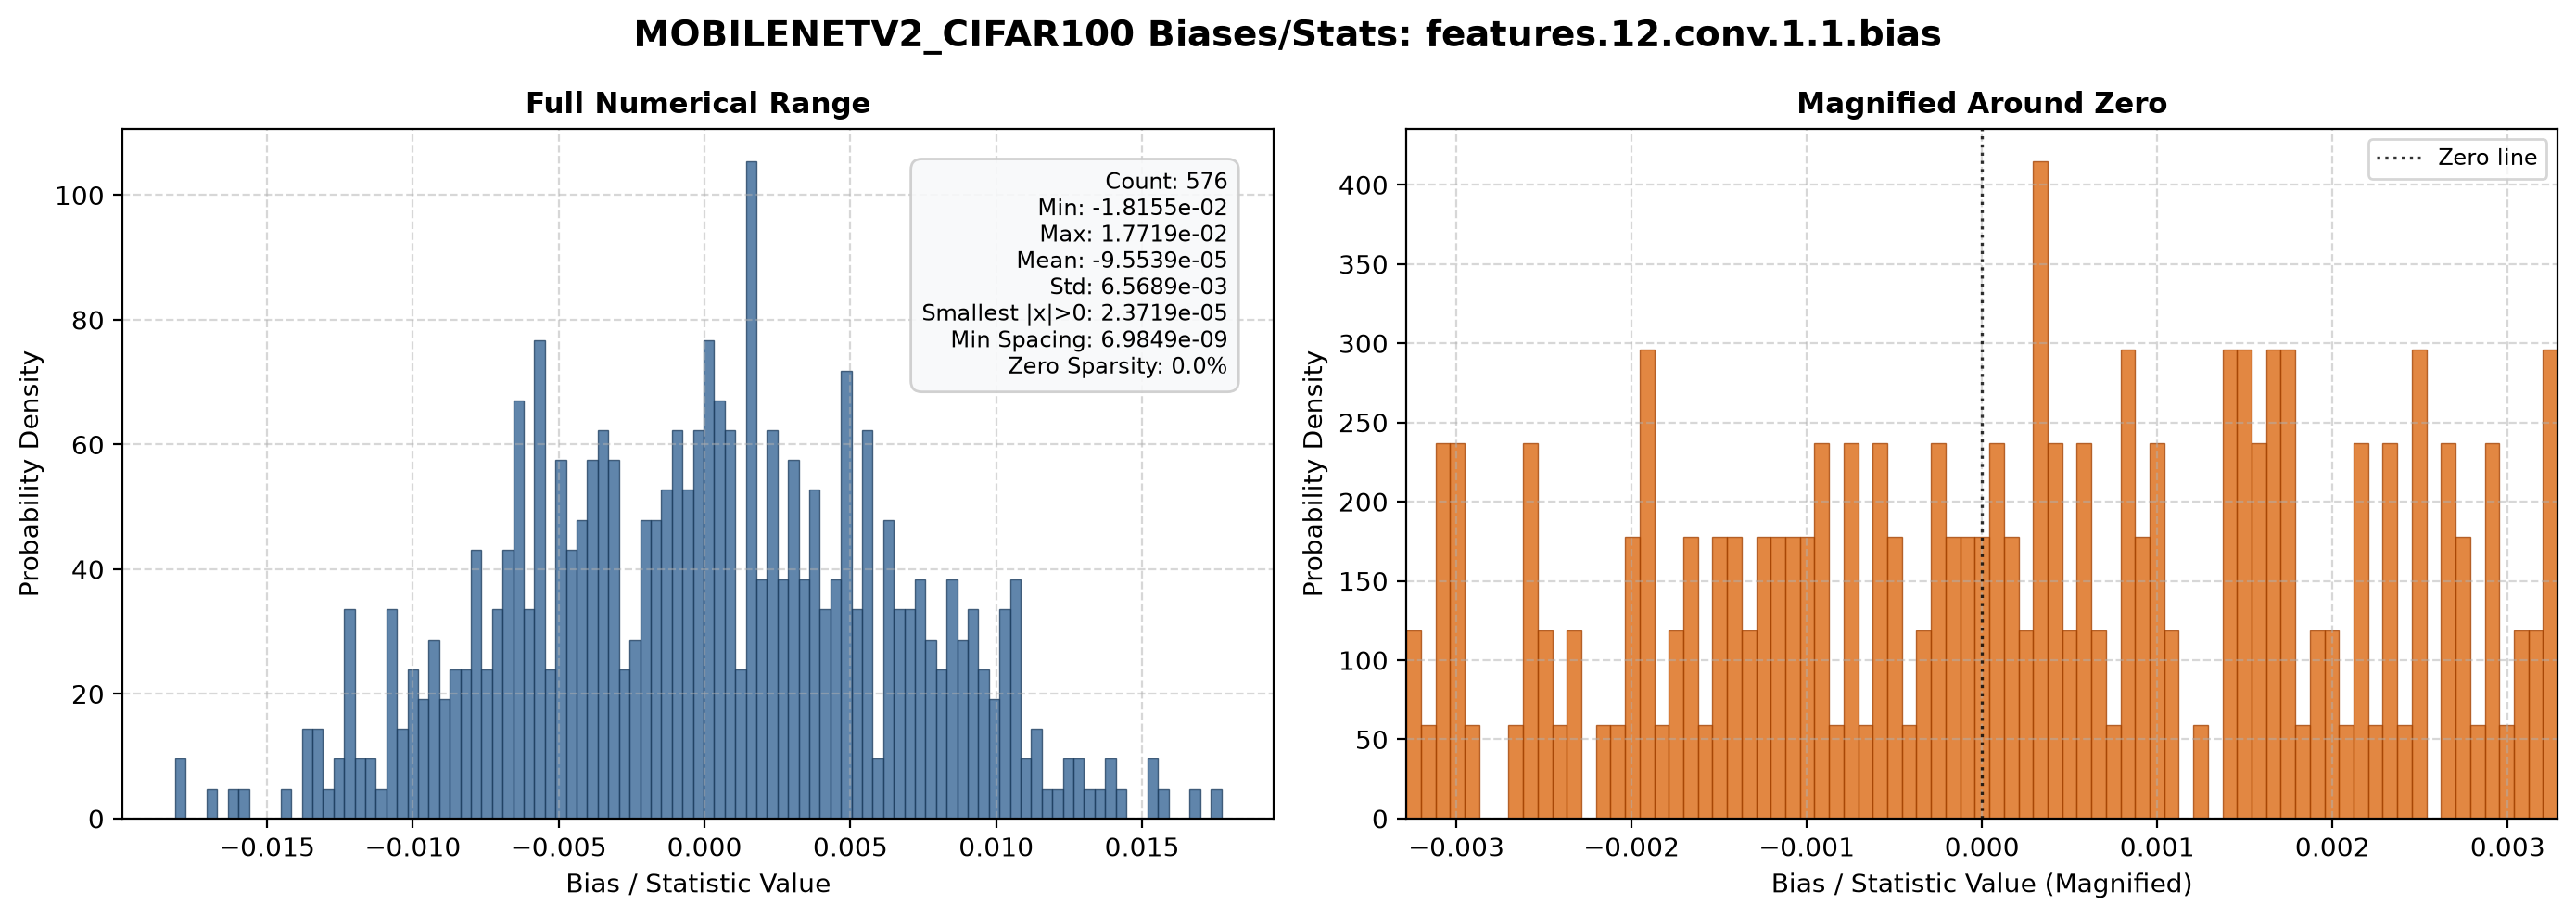 MOBILENETV2_CIFAR100 Biases/Stats: features.12.conv.1.1.bias
Full Numerical Range
Probability Density
100
80
60
40
20
0
Count: 576
Min: -1.8155e-02
Max: 1.7719e-02
Mean: -9.5539e-05
Std: 6.5689e-03
Smallest |x|>0: 2.3719e-05
Min Spacing: 6.9849e-09
Zero Sparsity: 0.0%
−0.015 −0.010 −0.005 0.000 0.005 0.010 0.015
Bias / Statistic Value
Magnified Around Zero
Probability Density
400
350
300
250
200
150
100
50
0
Zero line
−0.003 −0.002 −0.001 0.000 0.001 0.002 0.003
Bias / Statistic Value (Magnified)